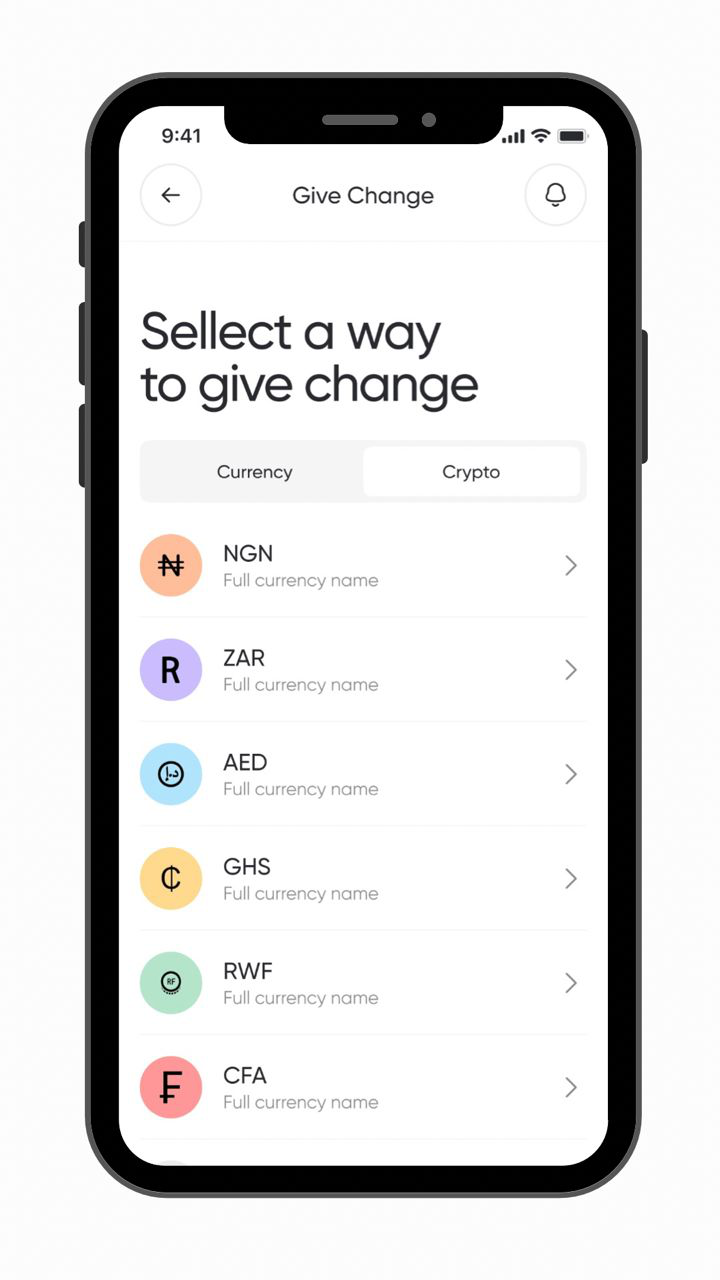 9:41
Give Change
Sellect a way
to give change
Currency
Crypto
₦
NGN
Full currency name
R
ZAR
Full currency name
د.إ
AED
Full currency name
₵
GHS
Full currency name
RF
RWF
Full currency name
₣
CFA
Full currency name